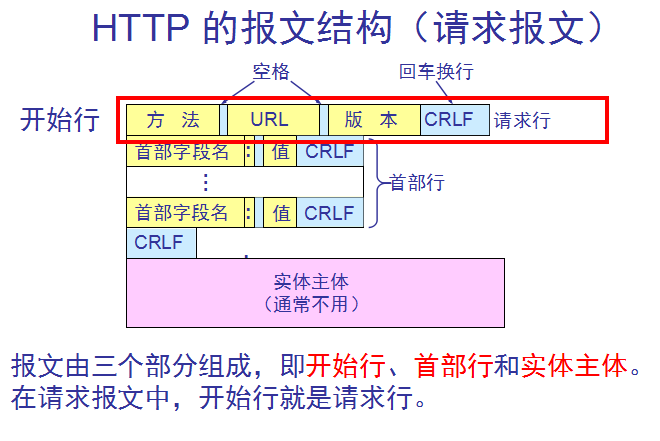 HTTP 的报文结构（请求报文）
空格
回车换行
开始行
方 法
URL
版 本
CRLF
请求行
首部字段名 : 值 CRLF
⋮
首部行
首部字段名 : 值 CRLF
CRLF
实体主体
（通常不用）
报文由三个部分组成，即开始行、首部行和实体主体。
在请求报文中，开始行就是请求行。